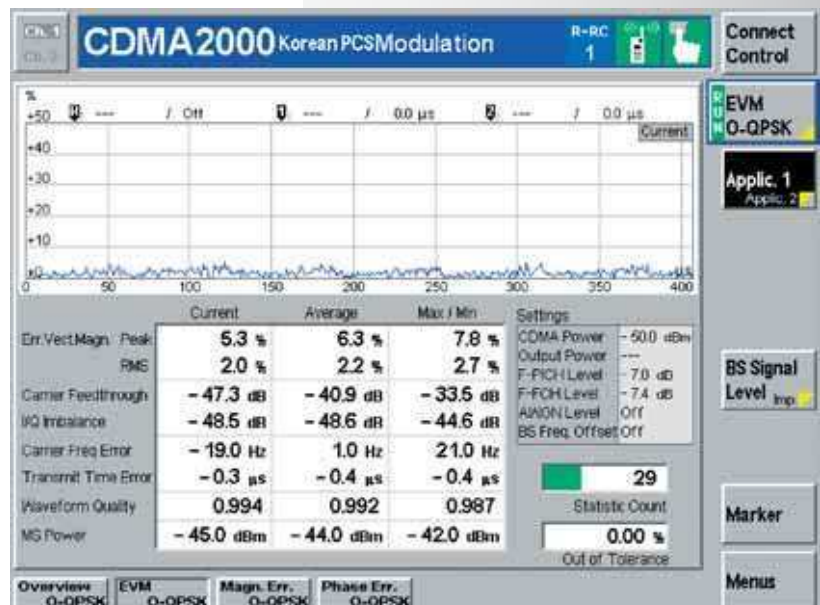 CDMA2000 Korean PCS Modulation
R-RC
1
Connect
Control
%
+50 --- / Off 1 --- / 0.0 µs 2 --- / 0.0 µs
Current
+40
+30
+20
+10
+0
µs
0 50 100 150 200 250 300 350 400
RUN
EVM
O-QPSK
Applic. 1
Applic. 2
BS Signal
Level Imp.
Marker
Menus
Current Average Max / Min
Err.Vect.Magn. Peak 5.3 % 6.3 % 7.8 %
RMS 2.0 % 2.2 % 2.7 %
Carrier Feedthrough – 47.3 dB – 40.9 dB – 33.5 dB
I/Q Imbalance – 48.5 dB – 48.6 dB – 44.6 dB
Carrier Freq Error – 19.0 Hz 1.0 Hz 21.0 Hz
Transmit Time Error – 0.3 µs – 0.4 µs – 0.4 µs
Waveform Quality 0.994 0.992 0.987
MS Power – 45.0 dBm – 44.0 dBm – 42.0 dBm
Settings
CDMA Power – 50.0 dBm
Output Power ---
F-PICH Level – 7.0 dB
F-FCH Level – 7.4 dB
AWGN Level Off
BS Freq. Offset Off
29
Statistic Count
0.00 %
Out of Tolerance
Overview
O-QPSK
EVM
O-QPSK
Magn. Err.
O-QPSK
Phase Err.
O-QPSK